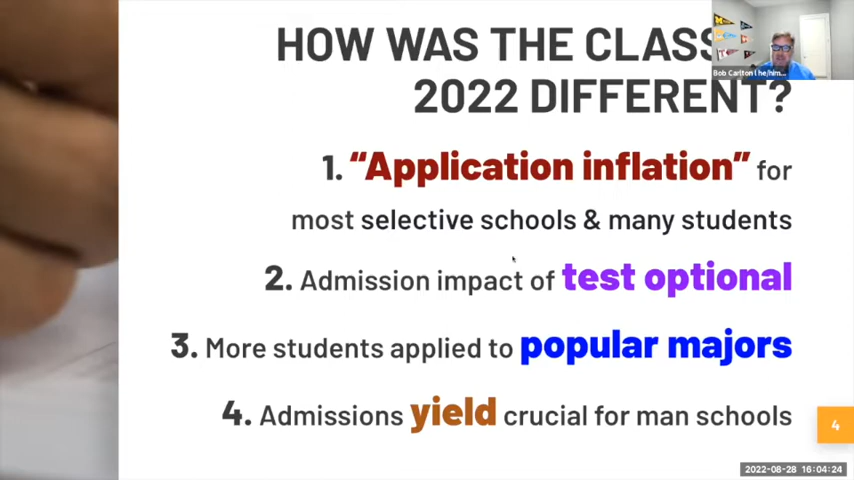 HOW WAS THE CLASS
2022 DIFFERENT?
Bob Carlton | he/him...
1. “Application inflation” for
most selective schools & many students
2. Admission impact of test optional
3. More students applied to popular majors
4. Admissions yield crucial for man schools
4
2022-08-28 16:04:24